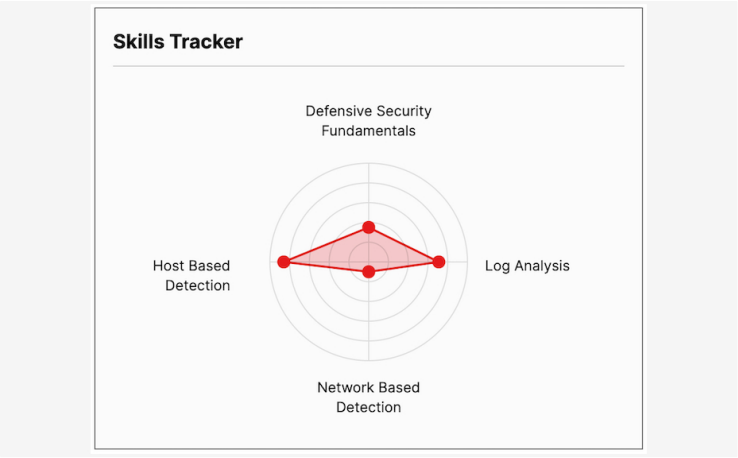 Skills Tracker
Defensive Security
Fundamentals
Host Based
Detection
Log Analysis
Network Based
Detection